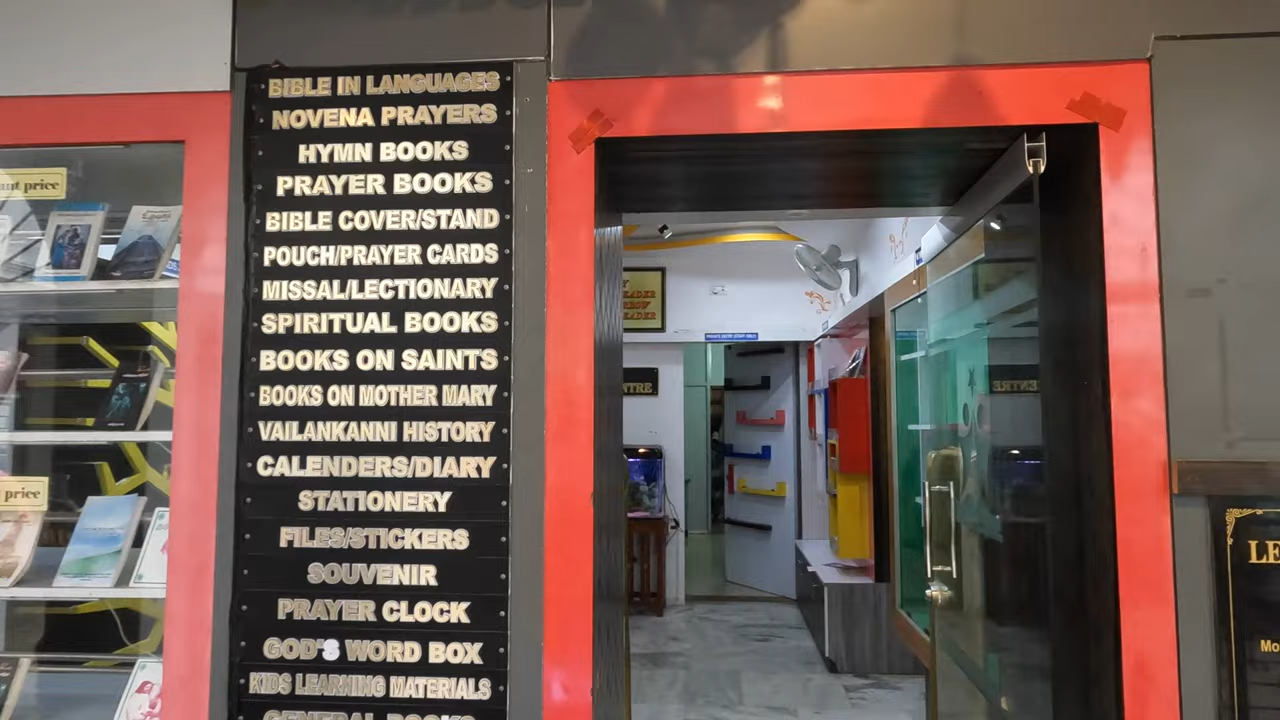 BIBLE IN LANGUAGES
NOVENA PRAYERS
HYMN BOOKS
PRAYER BOOKS
BIBLE COVER/STAND
POUCH/PRAYER CARDS
MISSAL/LECTIONARY
SPIRITUAL BOOKS
BOOKS ON SAINTS
BOOKS ON MOTHER MARY
VAILANKANNI HISTORY
CALENDERS/DIARY
STATIONERY
FILES/STICKERS
SOUVENIR
PRAYER CLOCK
GOD'S WORD BOX
KIDS LEARNING MATERIALS
GENERAL BOOKS
price
price